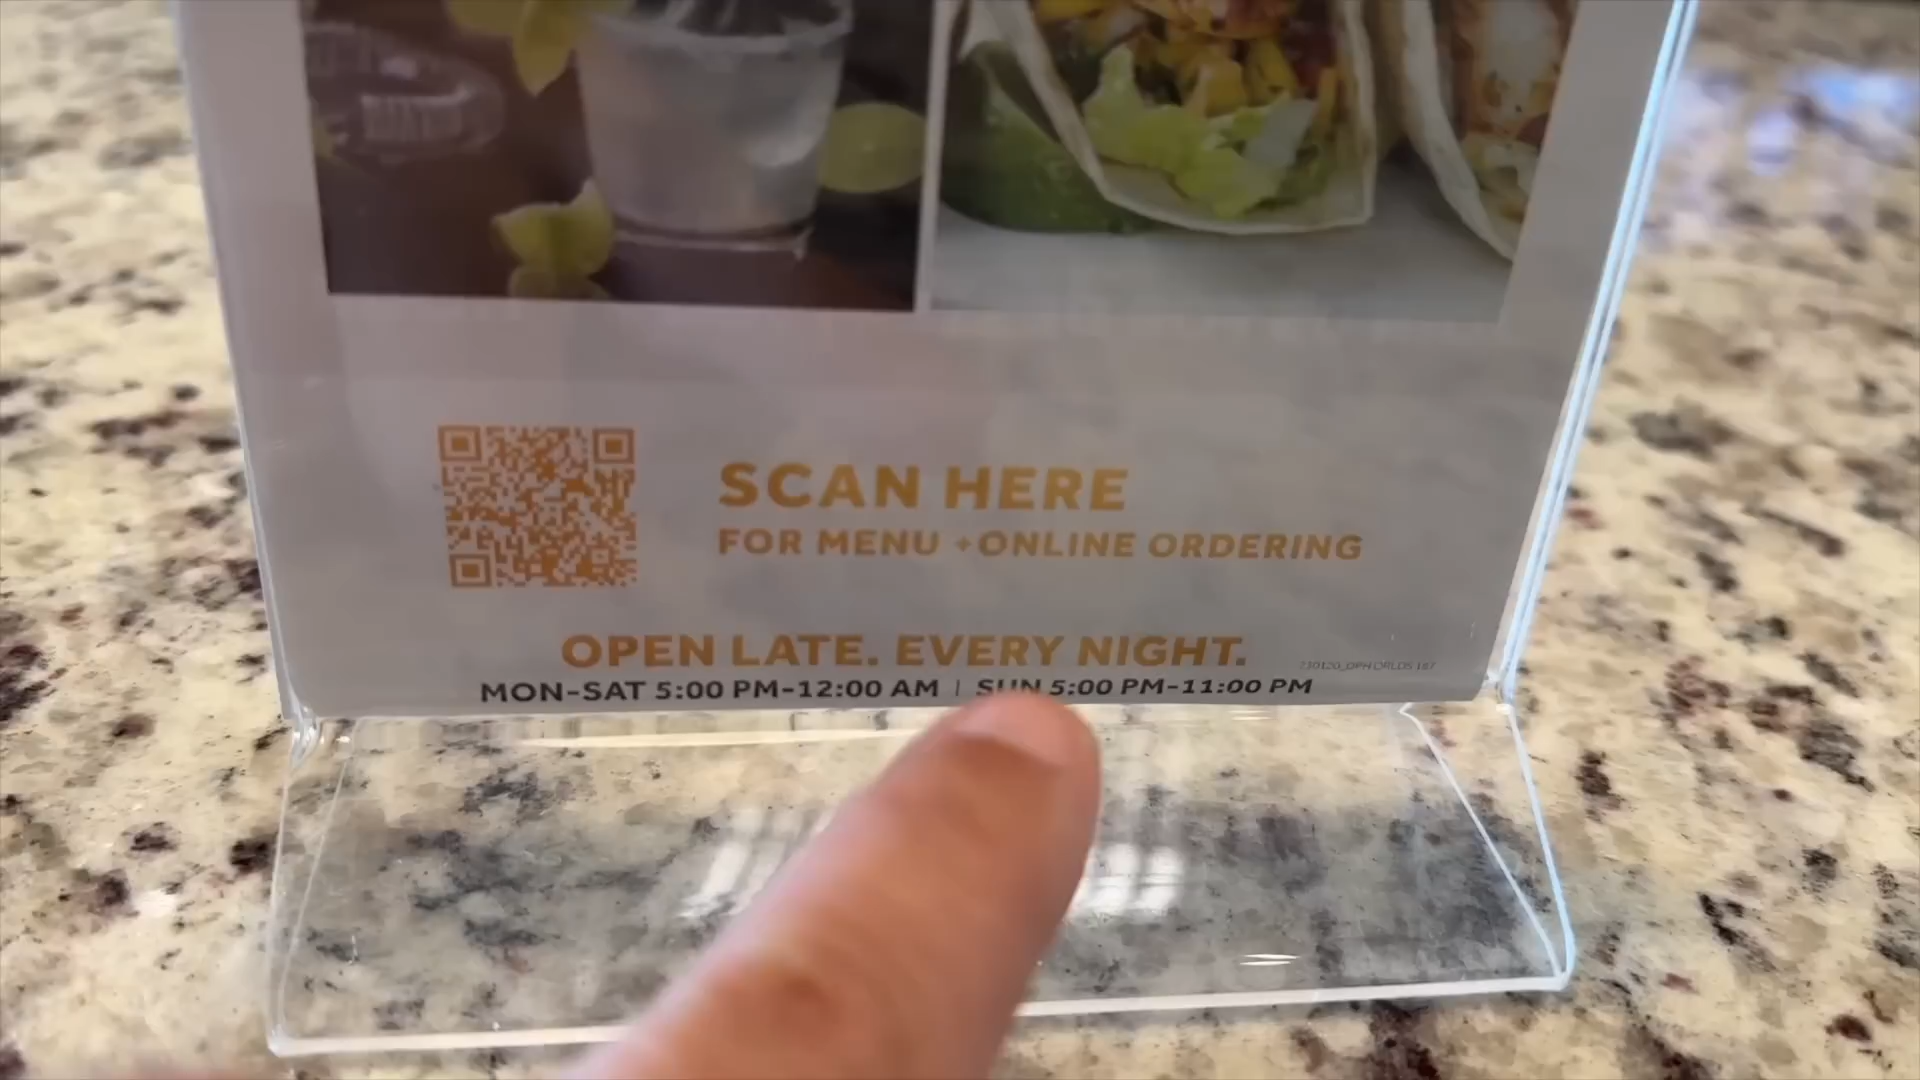 SCAN HERE
FOR MENU +ONLINE ORDERING
OPEN LATE. EVERY NIGHT.
MON-SAT 5:00 PM-12:00 AM | SUN 5:00 PM-11:00 PM